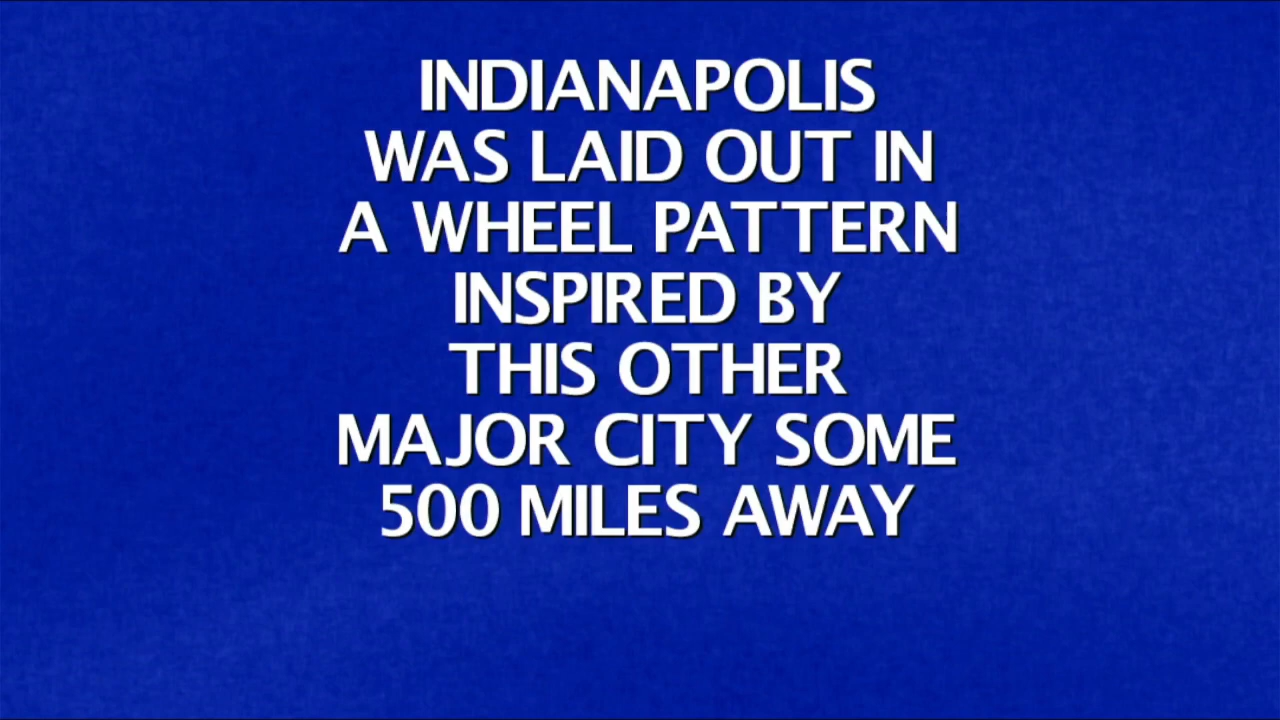 INDIANAPOLIS
WAS LAID OUT IN
A WHEEL PATTERN
INSPIRED BY
THIS OTHER
MAJOR CITY SOME
500 MILES AWAY